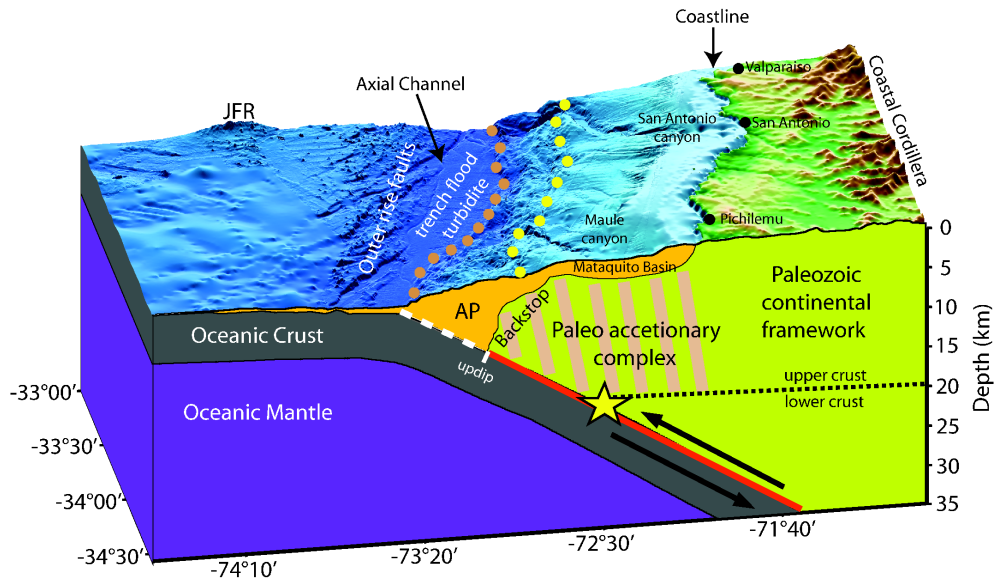 Coastline
Axial Channel
JFR
Valparaiso
San Antonio
canyon
San Antonio
Coastal Cordillera
Outer rise faults
trench flood
turbidite
Maule
canyon
Pichilemu
Mataquito Basin
AP
Backstop
Paleo accetionary
complex
Paleozoic
continental
framework
Oceanic Crust
updip
upper crust
lower crust
Oceanic Mantle
0
5
10
15
20
25
30
35
Depth (km)
-33°00'
-33°30'
-34°00'
-34°30'
-74°10'
-73°20'
-72°30'
-71°40'